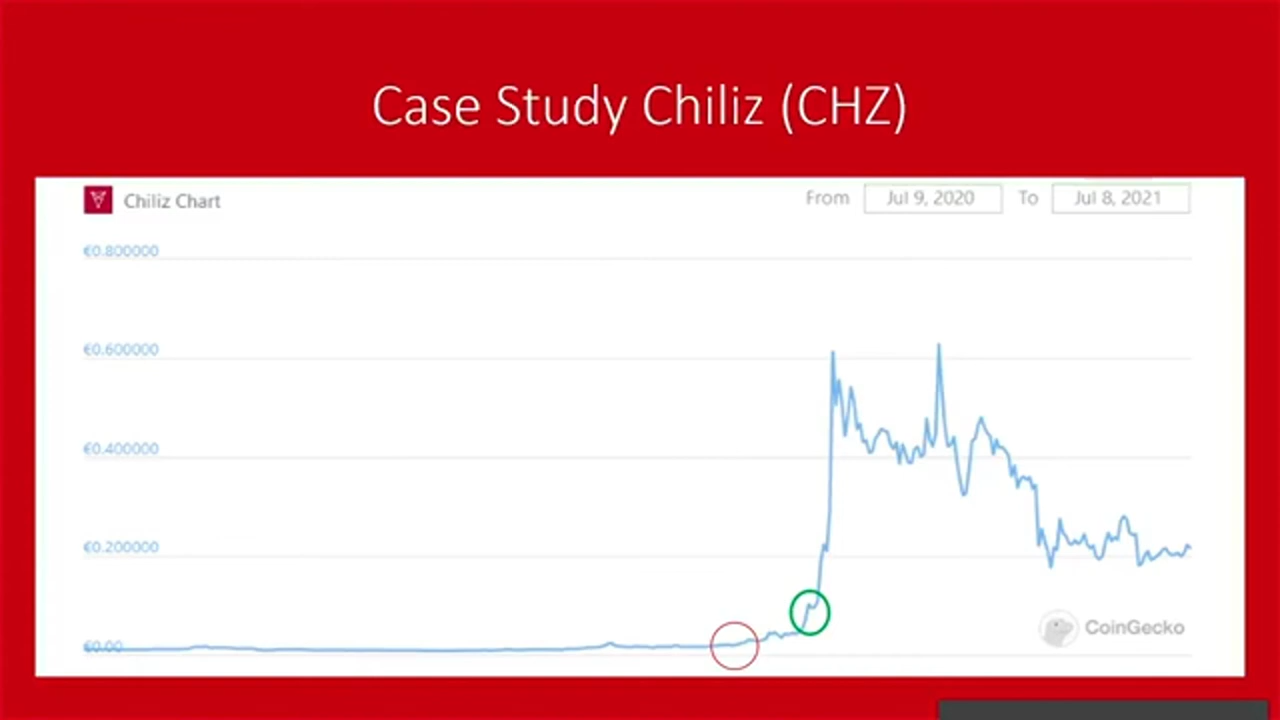 Case Study Chiliz (CHZ)
Chiliz Chart
From Jul 9, 2020 To Jul 8, 2021
€0.800000
€0.600000
€0.400000
€0.200000
€0.00
CoinGecko